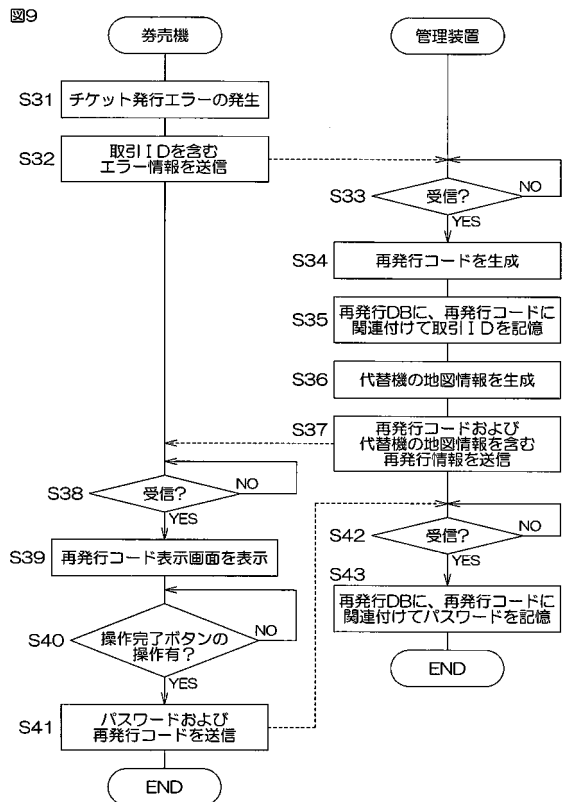 図9
券売機
管理装置
S31
チケット発行エラーの発生
S32
取引IDを含む
エラー情報を送信
S33
受信?
NO
YES
S34
再発行コードを生成
S35
再発行DBに、再発行コードに
関連付けて取引IDを記憶
S36
代替機の地図情報を生成
S37
再発行コードおよび
代替機の地図情報を含む
再発行情報を送信
S38
受信?
NO
YES
S39
再発行コード表示画面を表示
S40
操作完了ボタンの
操作有?
NO
YES
S41
パスワードおよび
再発行コードを送信
END
S42
受信?
NO
YES
S43
再発行DBに、再発行コードに
関連付けてパスワードを記憶
END